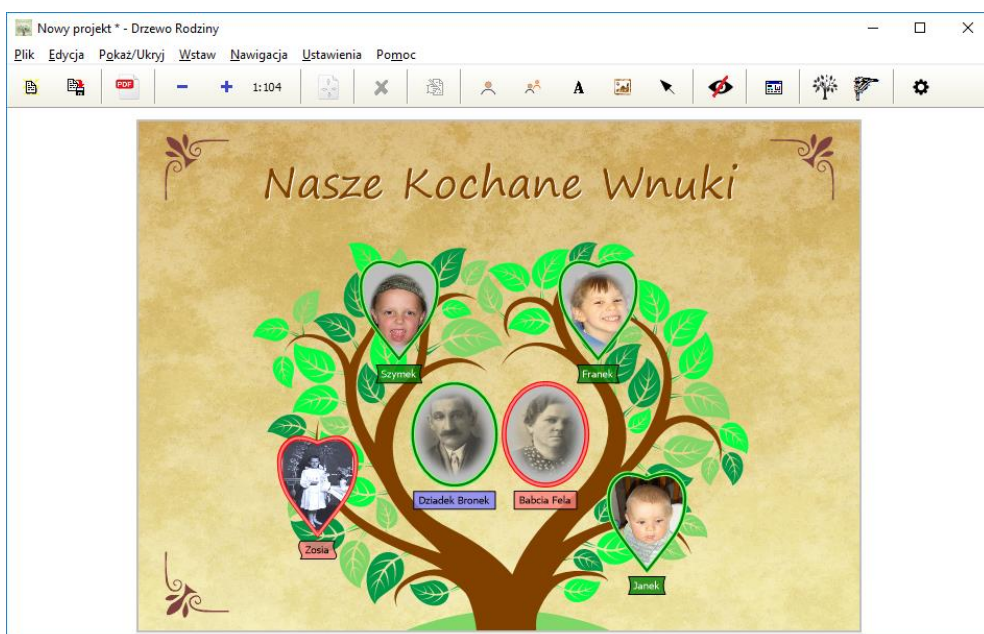 Nowy projekt * - Drzewo Rodziny
Plik Edycja Pokaż/Ukryj Wstaw Nawigacja Ustawienia Pomoc
PDF 1:104 A
Nasze Kochane Wnuki
Szymek Franek
Dziadek Bronek Babcia Fela
Zosia
Janek